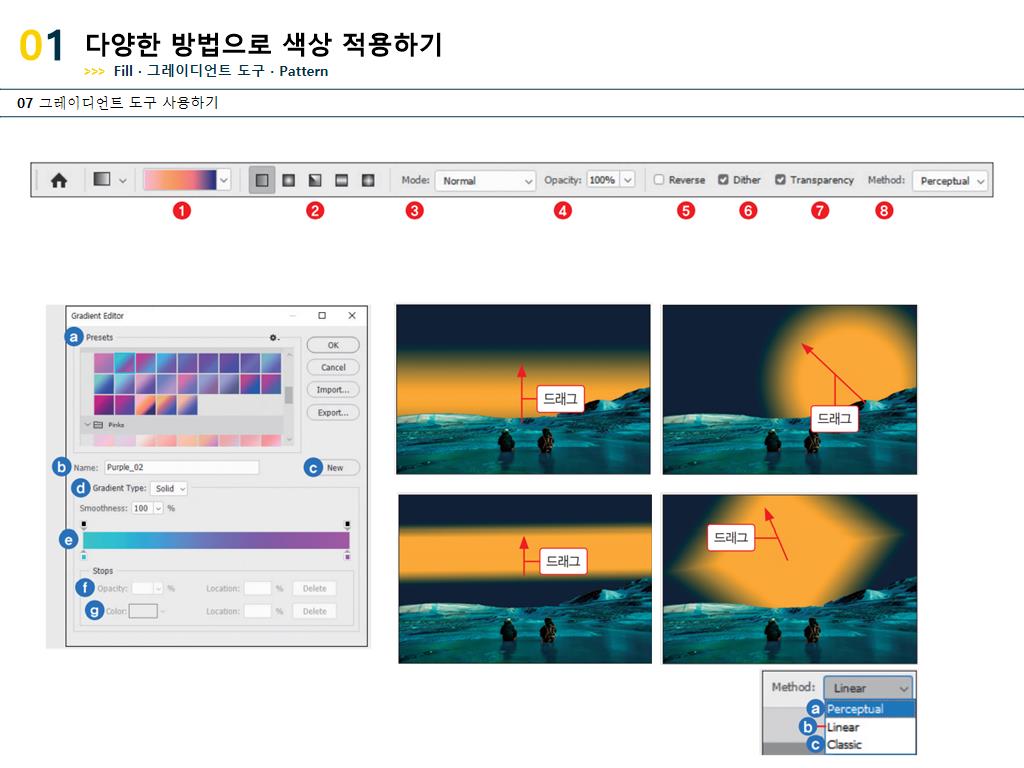 01 다양한 방법으로 색상 적용하기
>>> Fill · 그레이디언트 도구 · Pattern
07 그레이디언트 도구 사용하기
Mode: Normal Opacity: 100% Reverse Dither Transparency Method: Perceptual
1 2 3 4 5 6 7 8
Gradient Editor
a Presets
OK
Cancel
Import...
Export...
Pinks
b Name: Purple_02 c New
d Gradient Type: Solid
Smoothness: 100 %
e
Stops
f Opacity: % Location: % Delete
g Color: Location: % Delete
드래그
드래그
드래그
드래그
Method: Linear
a Perceptual
b Linear
c Classic